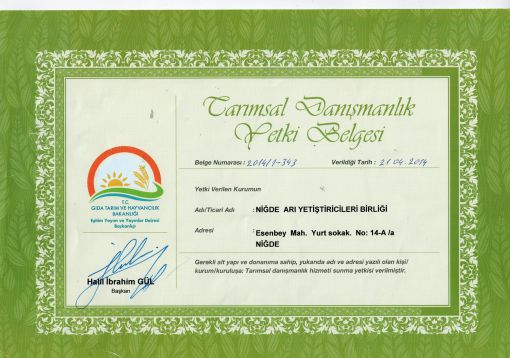 Tarımsal Danışmanlık
Yetki Belgesi
Belge Numarası : 2014/1-343 Verildiği Tarih : 21.04.2014
Yetki Verilen Kurumun
Adı/Ticari Adı : NİĞDE ARI YETİŞTİRİCİLERİ BİRLİĞİ
Adresi : Esenbey Mah. Yurt sokak. No: 14-A /a
NİĞDE
Gerekli alt yapı ve donanıma sahip, yukarıda adı ve adresi yazılı olan kişi/
kurum/kuruluşa; Tarımsal danışmanlık hizmeti sunma yetkisi verilmiştir.
T.C.
GIDA TARIM VE HAYVANCILIK
BAKANLIĞI
Eğitim Yayım ve Yayınlar Dairesi
Başkanlığı
Halil İbrahim GÜL
Başkan